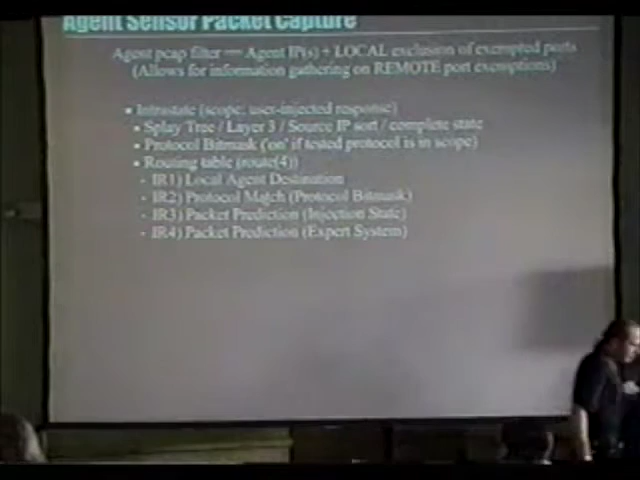 Agent Sensor Packet Capture
Agent pcap filter — Agent IP(s) + LOCAL exclusion of exempted ports
(Allows for information gathering on REMOTE port exemptions)
▪ Intrastate (scope: user-injected response)
▪ Splay Tree / Layer 3 / Source IP sort / complete state
▪ Protocol Bitmask ('on' if tested protocol is in scope)
▪ Routing table (route(4))
- IR1) Local Agent Destination
- IR2) Protocol Match (Protocol Bitmask)
- IR3) Packet Prediction (Injection State)
- IR4) Packet Prediction (Expert System)